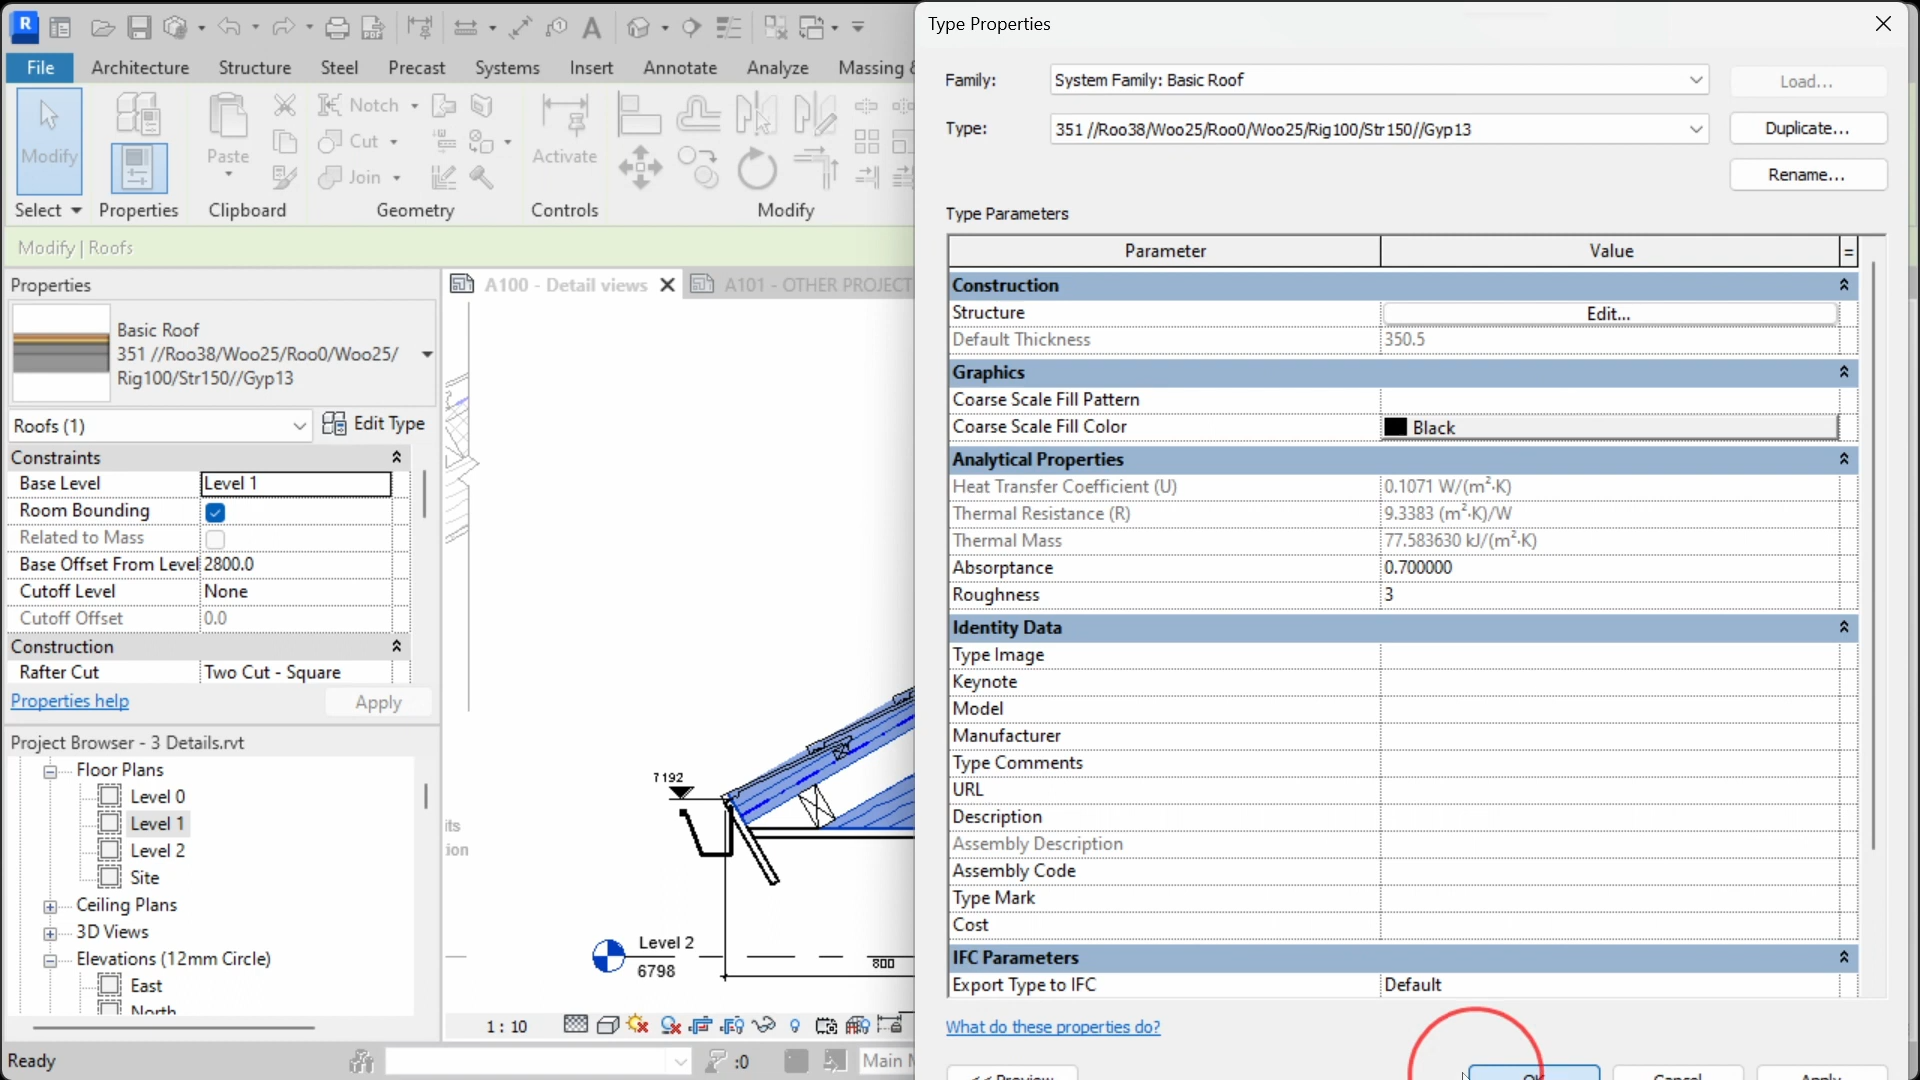 R
File
Architecture
Structure
Steel
Precast
Systems
Insert
Annotate
Analyze
Massing &
Modify
Notch
Cut
Join
Paste
Activate
Select
Properties
Clipboard
Geometry
Controls
Modify
Modify | Roofs
Properties
A100 - Detail views
A101 - OTHER PROJECT
Basic Roof
351 //Roo38/Woo25/Roo0/Woo25/
Rig100/Str150//Gyp13
Roofs (1)
Edit Type
Constraints
Base Level
Level 1
Room Bounding
Related to Mass
Base Offset From Level
2800.0
Cutoff Level
None
Cutoff Offset
0.0
Construction
Rafter Cut
Two Cut - Square
Properties help
Apply
Project Browser - 3 Details.rvt
Floor Plans
Level 0
Level 1
Level 2
Site
Ceiling Plans
3D Views
Elevations (12mm Circle)
East
North
7192
its
ion
Level 2
6798
800
1 : 10
Ready
:0
Main M
Type Properties
Family:
System Family: Basic Roof
Load...
Type:
351 //Roo38/Woo25/Roo0/Woo25/Rig100/Str150//Gyp13
Duplicate...
Rename...
Type Parameters
Parameter
Value
=
Construction
Structure
Edit...
Default Thickness
350.5
Graphics
Coarse Scale Fill Pattern
Coarse Scale Fill Color
Black
Analytical Properties
Heat Transfer Coefficient (U)
0.1071 W/(m²·K)
Thermal Resistance (R)
9.3383 (m²·K)/W
Thermal Mass
77.583630 kJ/(m²·K)
Absorptance
0.700000
Roughness
3
Identity Data
Type Image
Keynote
Model
Manufacturer
Type Comments
URL
Description
Assembly Description
Assembly Code
Type Mark
Cost
IFC Parameters
Export Type to IFC
Default
What do these properties do?
<< Preview
OK
Cancel
Apply